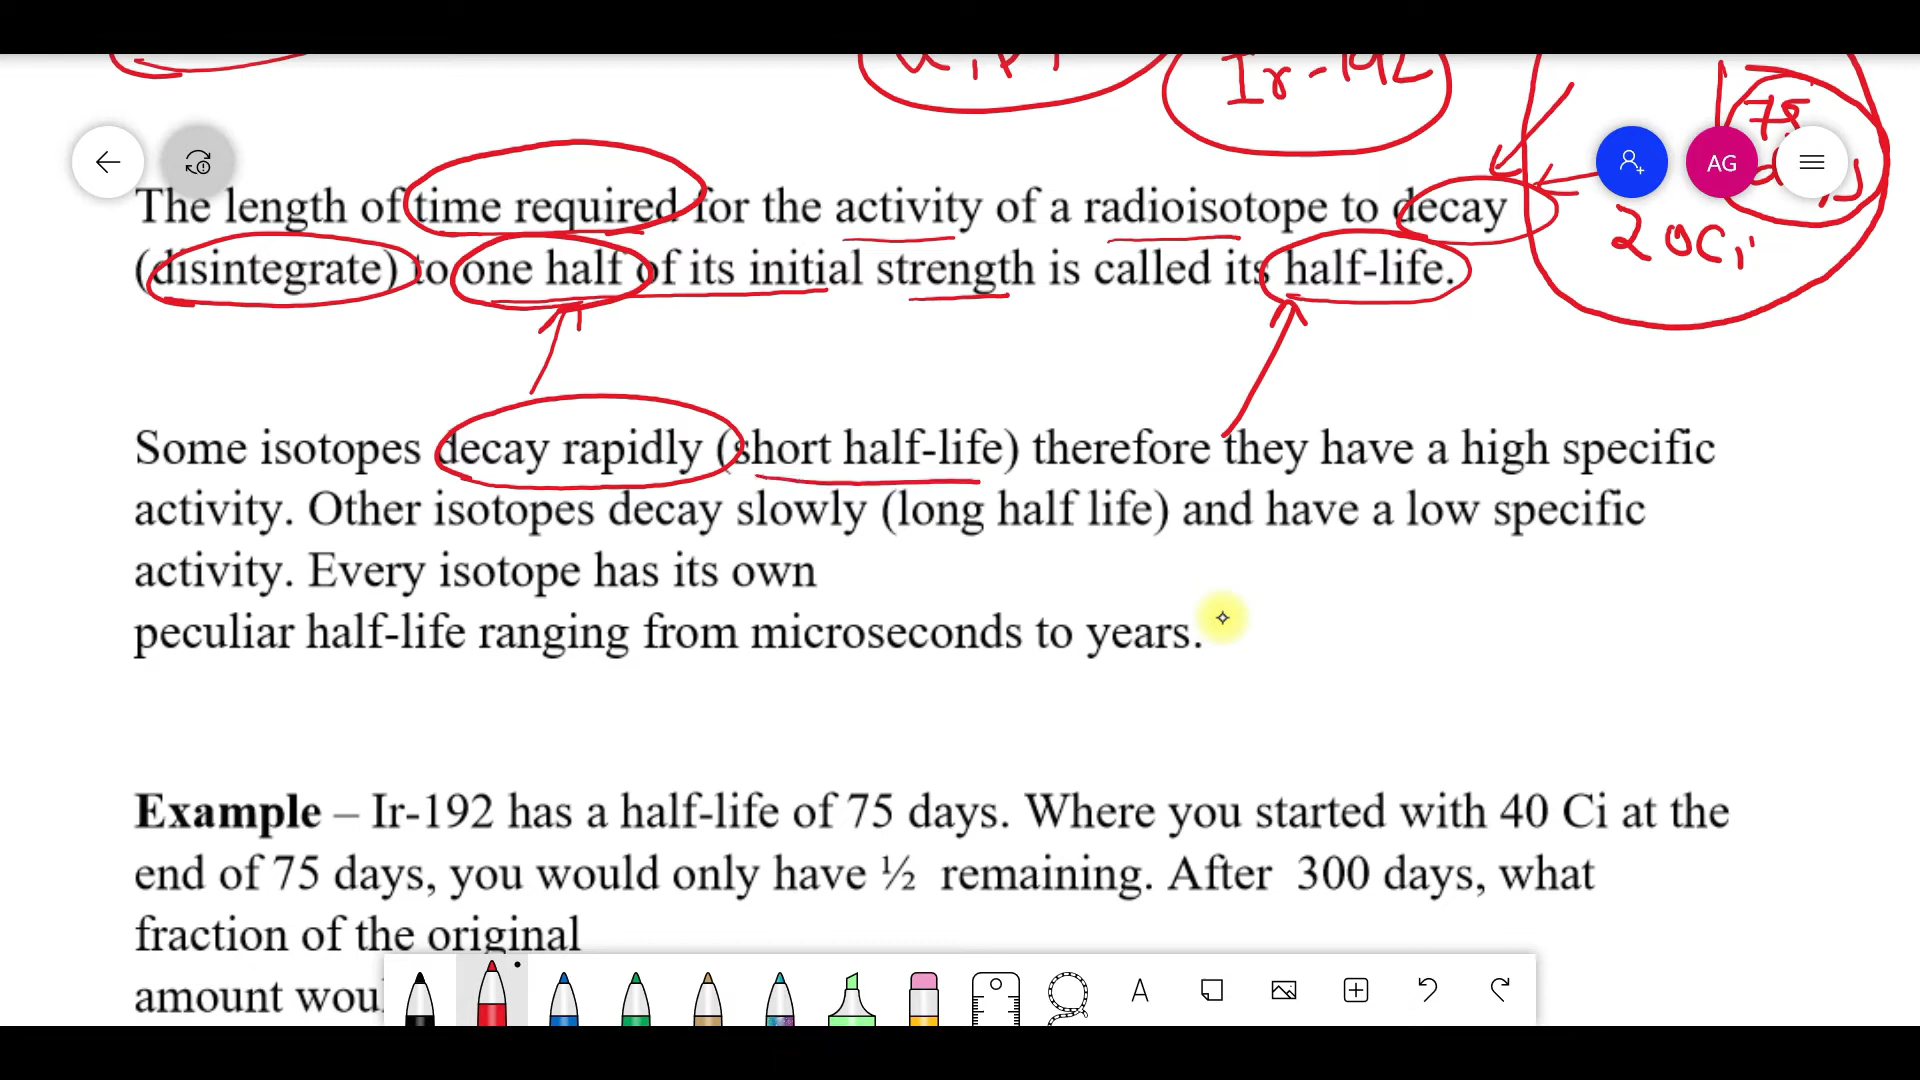 Ir-192
75
The length of time required for the activity of a radioisotope to decay
AG
20Ci
(disintegrate) to one half of its initial strength is called its half-life.
Some isotopes decay rapidly (short half-life) therefore they have a high specific
activity. Other isotopes decay slowly (long half life) and have a low specific
activity. Every isotope has its own
peculiar half-life ranging from microseconds to years.
Example – Ir-192 has a half-life of 75 days. Where you started with 40 Ci at the
end of 75 days, you would only have ½ remaining. After 300 days, what
fraction of the original
amount
A